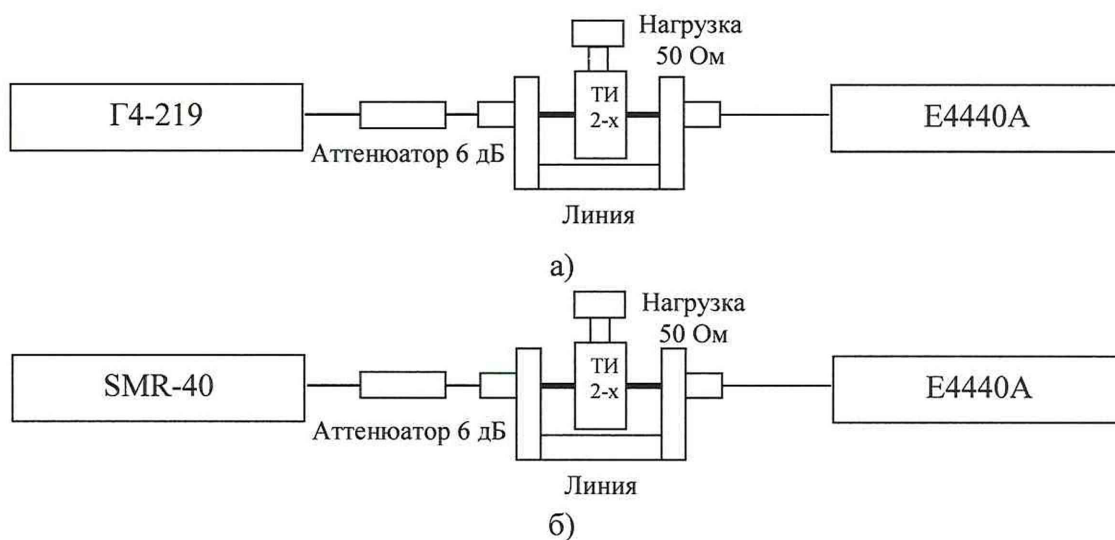 Нагрузка
50 Ом
Г4-219
ТИ
2-х
E4440A
Аттенюатор 6 дБ
Линия
а)
Нагрузка
50 Ом
SMR-40
ТИ
2-х
E4440A
Аттенюатор 6 дБ
Линия
б)